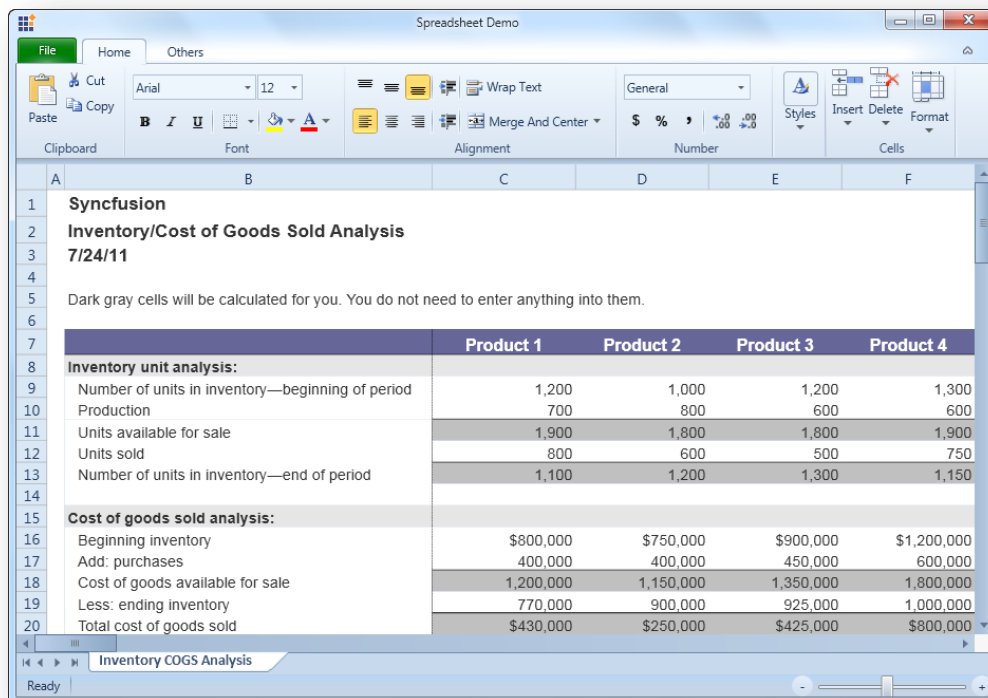 Spreadsheet Demo
File Home Others
Cut
Copy
Paste
Arial 12
B I U A
Wrap Text
Merge And Center
General
$ % , .00 .00
Styles
Insert Delete Format
Clipboard Font Alignment Number Cells
A B C D E F
1 Syncfusion
2 Inventory/Cost of Goods Sold Analysis
3 7/24/11
4
5 Dark gray cells will be calculated for you. You do not need to enter anything into them.
6
7 Product 1 Product 2 Product 3 Product 4
8 Inventory unit analysis:
9 Number of units in inventory—beginning of period 1,200 1,000 1,200 1,300
10 Production 700 800 600 600
11 Units available for sale 1,900 1,800 1,800 1,900
12 Units sold 800 600 500 750
13 Number of units in inventory—end of period 1,100 1,200 1,300 1,150
14
15 Cost of goods sold analysis:
16 Beginning inventory $800,000 $750,000 $900,000 $1,200,000
17 Add: purchases 400,000 400,000 450,000 600,000
18 Cost of goods available for sale 1,200,000 1,150,000 1,350,000 1,800,000
19 Less: ending inventory 770,000 900,000 925,000 1,000,000
20 Total cost of goods sold $430,000 $250,000 $425,000 $800,000
Inventory COGS Analysis
Ready